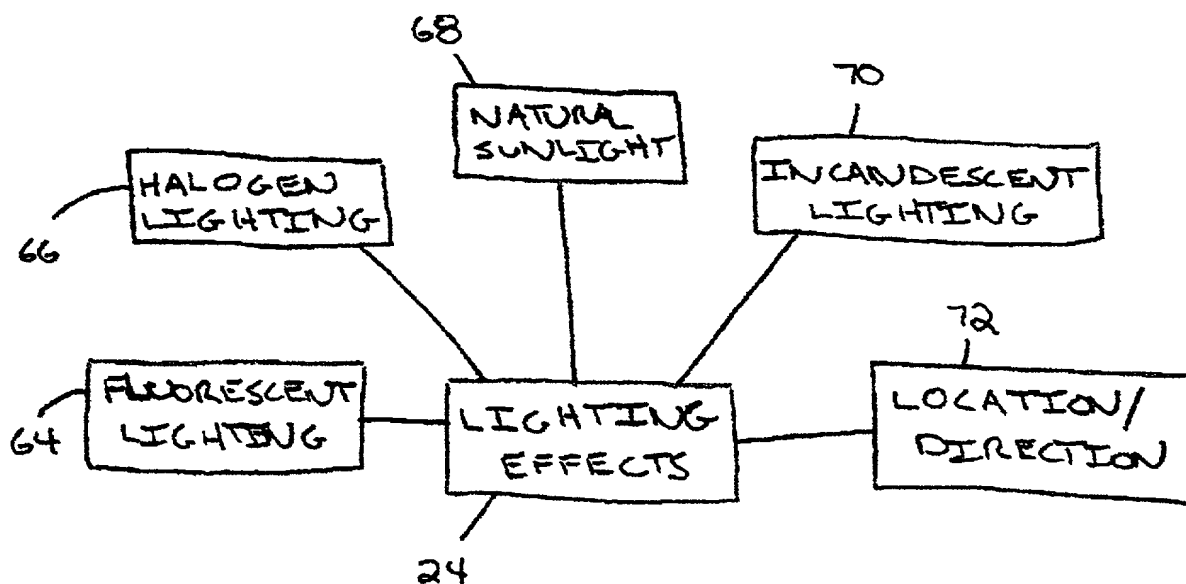 68
NATURAL
SUNLIGHT
70
INCANDESCENT
LIGHTING
HALOGEN
LIGHTING
66
72
LOCATION/
DIRECTION
FLUORESCENT
LIGHTING
64
LIGHTING
EFFECTS
24